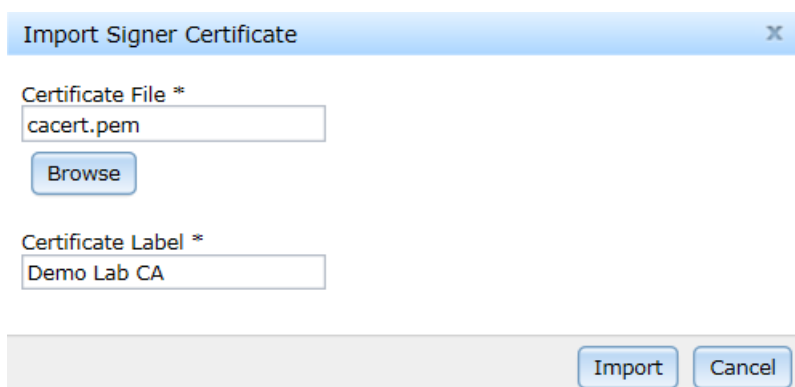 Import Signer Certificate x
Certificate File *
cacert.pem
Browse
Certificate Label *
Demo Lab CA
Import Cancel